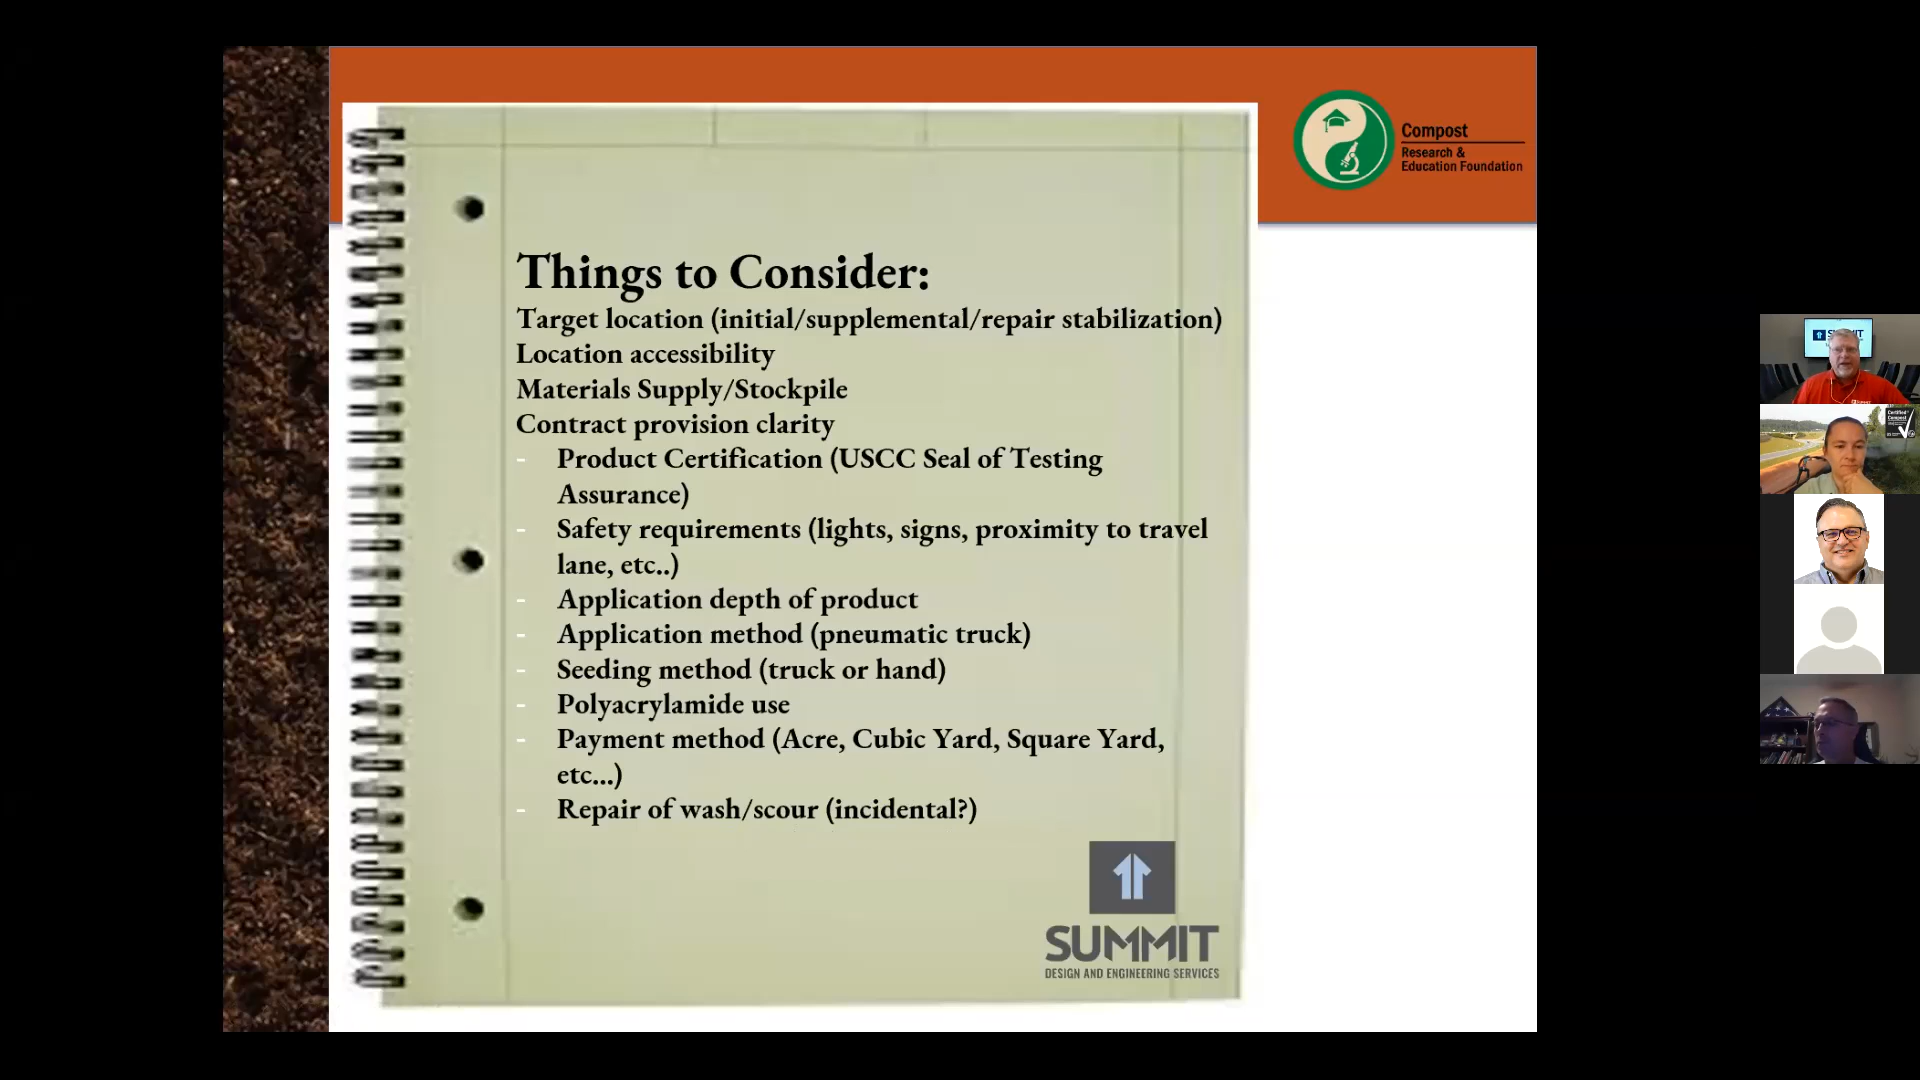 Compost
Research &
Education Foundation
Things to Consider:
Target location (initial/supplemental/repair stabilization)
Location accessibility
Materials Supply/Stockpile
Contract provision clarity
- Product Certification (USCC Seal of Testing
Assurance)
- Safety requirements (lights, signs, proximity to travel
lane, etc..)
- Application depth of product
- Application method (pneumatic truck)
- Seeding method (truck or hand)
- Polyacrylamide use
- Payment method (Acre, Cubic Yard, Square Yard,
etc...)
- Repair of wash/scour (incidental?)
SUMMIT
DESIGN AND ENGINEERING SERVICES
SUMMIT
Certified
Compost